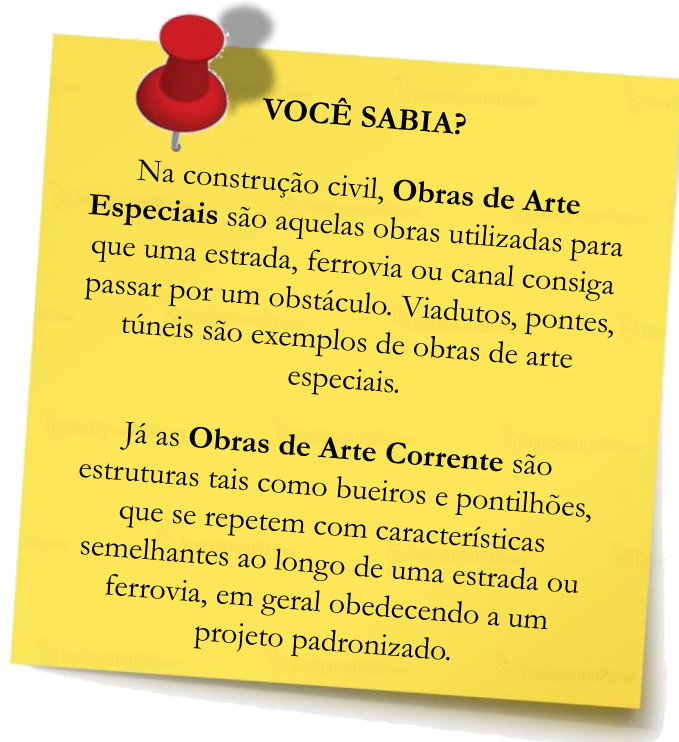 VOCÊ SABIA?
Na construção civil, Obras de Arte
Especiais são aquelas obras utilizadas para
que uma estrada, ferrovia ou canal consiga
passar por um obstáculo. Viadutos, pontes,
túneis são exemplos de obras de arte
especiais.
Já as Obras de Arte Corrente são
estruturas tais como bueiros e pontilhões,
que se repetem com características
semelhantes ao longo de uma estrada ou
ferrovia, em geral obedecendo a um
projeto padronizado.